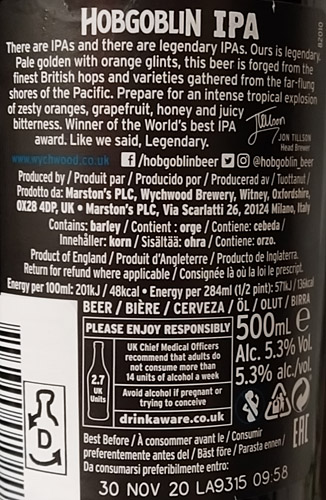 HOBGOBLIN IPA
There are IPAs and there are legendary IPAs. Ours is legendary.
Pale golden with orange glints, this beer is forged from the
finest British hops and varieties gathered from the far-flung
shores of the Pacific. Prepare for an intense tropical explosion
of zesty oranges, grapefruit, honey and juicy
bitterness. Winner of the World's best IPA
award. Like we said, Legendary.
JON TILLSON
Head Brewer
82010
www.wychwood.co.uk f /hobgoblinbeer @hobgoblin_beer
Produced by / Produit par / Producido por / Producerad av / Tuottanut /
Prodotto da: Marston's PLC, Wychwood Brewery, Witney, Oxfordshire,
OX28 4DP, UK • Marston's PLC, Via Scarlatti 26, 20124 Milano, Italy
Contains: barley / Contient : orge / Contiene: cebeda /
Innehåller: korn / Sisältää: ohra / Contiene: orzo.
Product of England / Produit d'Angleterre / Producto de Inglaterra.
Return for refund where applicable / Consignée là où la loi le prescrit.
Energy per 100ml: 201kJ / 48kcal • Energy per 284ml (1/2 pint): 571kJ / 136kcal
BEER / BIÈRE / CERVEZA / ÖL / OLUT / BIRRA
PLEASE ENJOY RESPONSIBLY
2.7
UK
Units
UK Chief Medical Officers
recommend that adults do
not consume more than
14 units of alcohol a week
Avoid alcohol if pregnant or
trying to conceive
drinkaware.co.uk
500mL e
Alc. 5.3% Vol.
5.3% alc./vol.
D
EAC
Best Before / À consommer avant le / Consumir
preferentemente antes del / Bäst före / Parasta ennen /
Da consumarsi preferibilmente entro:
30 NOV 20 LA9315 09:58